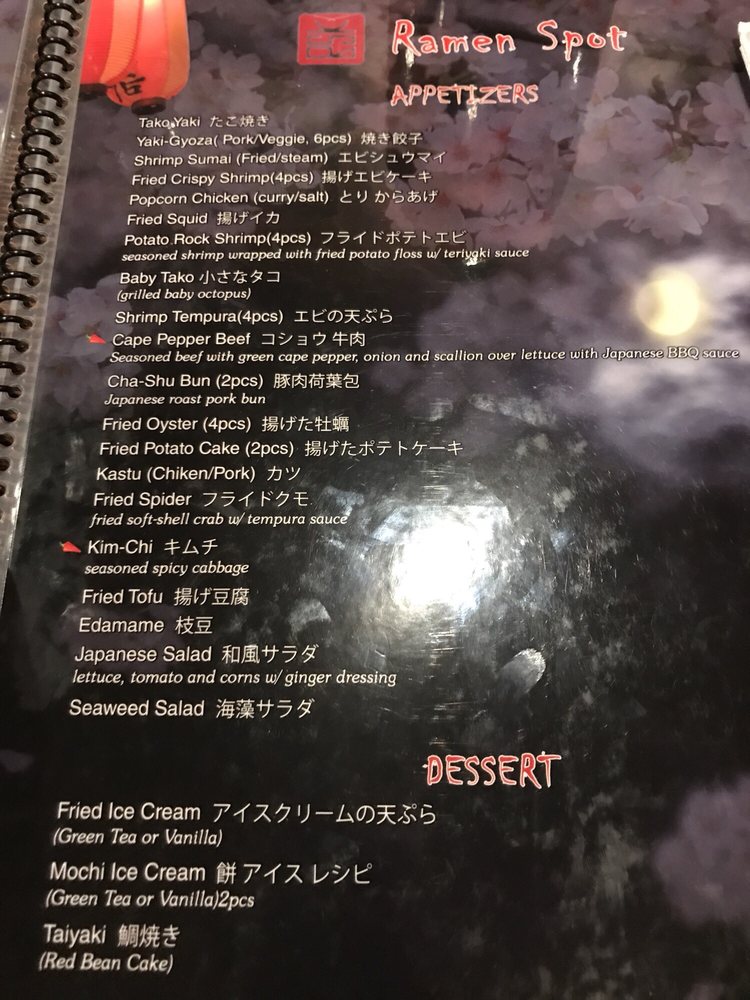 Ramen Spot
APPETIZERS
Tako Yaki たこ焼き
Yaki-Gyoza( Pork/Veggie, 6pcs) 焼き餃子
Shrimp Sumai (Fried/steam) エビシュウマイ
Fried Crispy Shrimp(4pcs) 揚げエビケーキ
Popcorn Chicken (curry/salt) とり からあげ
Fried Squid 揚げイカ
Potato Rock Shrimp(4pcs) フライドポテトエビ
seasoned shrimp wrapped with fried potato floss w/ teriyaki sauce
Baby Tako 小さなタコ
(grilled baby octopus)
Shrimp Tempura(4pcs) エビの天ぷら
Cape Pepper Beef コショウ 牛肉
Seasoned beef with green cape pepper, onion and scallion over lettuce with Japanese BBQ sauce
Cha-Shu Bun (2pcs) 豚肉荷葉包
Japanese roast pork bun
Fried Oyster (4pcs) 揚げた牡蠣
Fried Potato Cake (2pcs) 揚げたポテトケーキ
Kastu (Chiken/Pork) カツ
Fried Spider フライドクモ
fried soft-shell crab w/ tempura sauce
Kim-Chi キムチ
seasoned spicy cabbage
Fried Tofu 揚げ豆腐
Edamame 枝豆
Japanese Salad 和風サラダ
lettuce, tomato and corns w/ ginger dressing
Seaweed Salad 海藻サラダ
DESSERT
Fried Ice Cream アイスクリームの天ぷら
(Green Tea or Vanilla)
Mochi Ice Cream 餅 アイス レシピ
(Green Tea or Vanilla)2pcs
Taiyaki 鯛焼き
(Red Bean Cake)